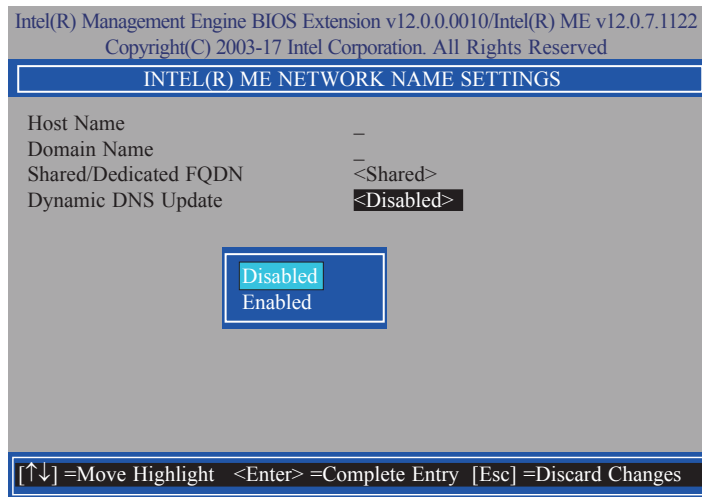 Intel(R) Management Engine BIOS Extension v12.0.0.0010/Intel(R) ME v12.0.7.1122
Copyright(C) 2003-17 Intel Corporation. All Rights Reserved
INTEL(R) ME NETWORK NAME SETTINGS
Host Name _
Domain Name _
Shared/Dedicated FQDN <Shared>
Dynamic DNS Update <Disabled>
Disabled
Enabled
[↑↓] =Move Highlight <Enter> =Complete Entry [Esc] =Discard Changes